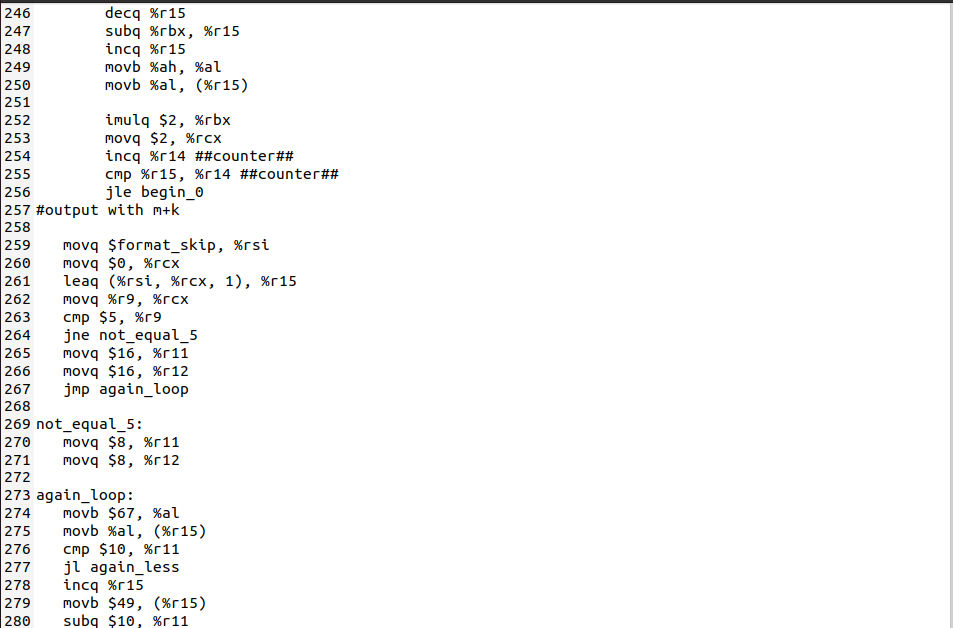 246 decq %r15
247 subq %rbx, %r15
248 incq %r15
249 movb %ah, %al
250 movb %al, (%r15)
251
252 imulq $2, %rbx
253 movq $2, %rcx
254 incq %r14 ##counter##
255 cmp %r15, %r14 ##counter##
256 jle begin_0
257 #output with m+k
258
259 movq $format_skip, %rsi
260 movq $0, %rcx
261 leaq (%rsi, %rcx, 1), %r15
262 movq %r9, %rcx
263 cmp $5, %r9
264 jne not_equal_5
265 movq $16, %r11
266 movq $16, %r12
267 jmp again_loop
268
269 not_equal_5:
270 movq $8, %r11
271 movq $8, %r12
272
273 again_loop:
274 movb $67, %al
275 movb %al, (%r15)
276 cmp $10, %r11
277 jl again_less
278 incq %r15
279 movb $49, (%r15)
280 subq $10, %r11